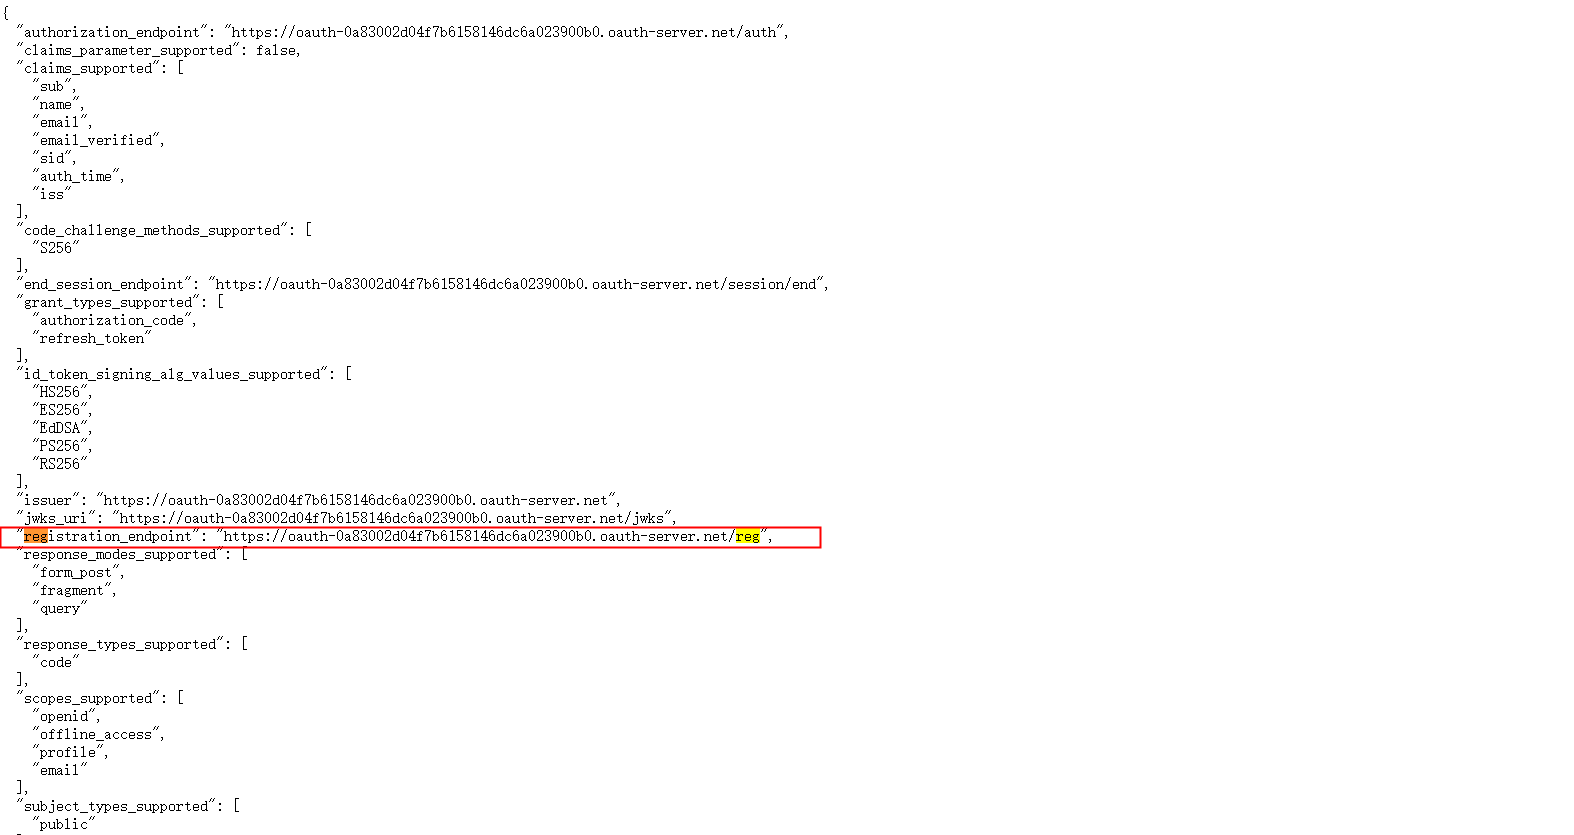 {
"authorization_endpoint": "https://oauth-0a83002d04f7b6158146dc6a023900b0.oauth-server.net/auth",
"claims_parameter_supported": false,
"claims_supported": [
"sub",
"name",
"email",
"email_verified",
"sid",
"auth_time",
"iss"
],
"code_challenge_methods_supported": [
"S256"
],
"end_session_endpoint": "https://oauth-0a83002d04f7b6158146dc6a023900b0.oauth-server.net/session/end",
"grant_types_supported": [
"authorization_code",
"refresh_token"
],
"id_token_signing_alg_values_supported": [
"HS256",
"ES256",
"EdDSA",
"PS256",
"RS256"
],
"issuer": "https://oauth-0a83002d04f7b6158146dc6a023900b0.oauth-server.net",
"jwks_uri": "https://oauth-0a83002d04f7b6158146dc6a023900b0.oauth-server.net/jwks",
"registration_endpoint": "https://oauth-0a83002d04f7b6158146dc6a023900b0.oauth-server.net/reg",
"response_modes_supported": [
"form_post",
"fragment",
"query"
],
"response_types_supported": [
"code"
],
"scopes_supported": [
"openid",
"offline_access",
"profile",
"email"
],
"subject_types_supported": [
"public"